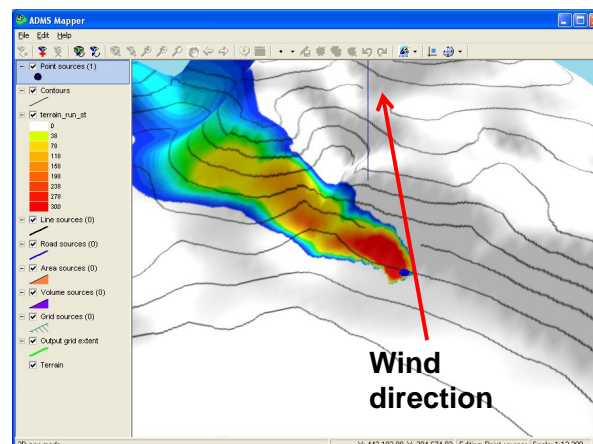 ADMS Mapper
File Edit Help
Point sources (1)
Contours
terrain_run_st
0
38
78
118
158
198
238
278
300
Line sources (0)
Road sources (0)
Area sources (0)
Volume sources (0)
Grid sources (0)
Output grid extent
Terrain
Wind
direction